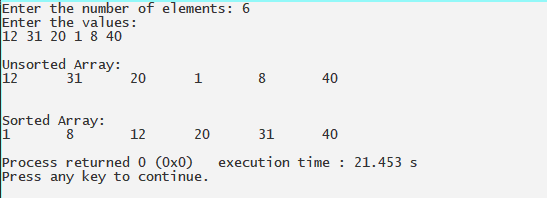 Enter the number of elements: 6
Enter the values:
12 31 20 1 8 40
Unsorted Array:
12 31 20 1 8 40
Sorted Array:
1 8 12 20 31 40
Process returned 0 (0x0) execution time : 21.453 s
Press any key to continue.